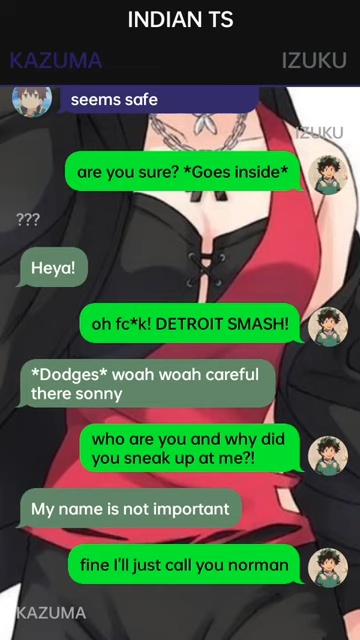 INDIAN TS
KAZUMA
IZUKU
seems safe
IZUKU
are you sure? *Goes inside*
???
Heya!
oh fc*k! DETROIT SMASH!
*Dodges* woah woah careful
there sonny
who are you and why did
you sneak up at me?!
My name is not important
fine I'll just call you norman
KAZUMA